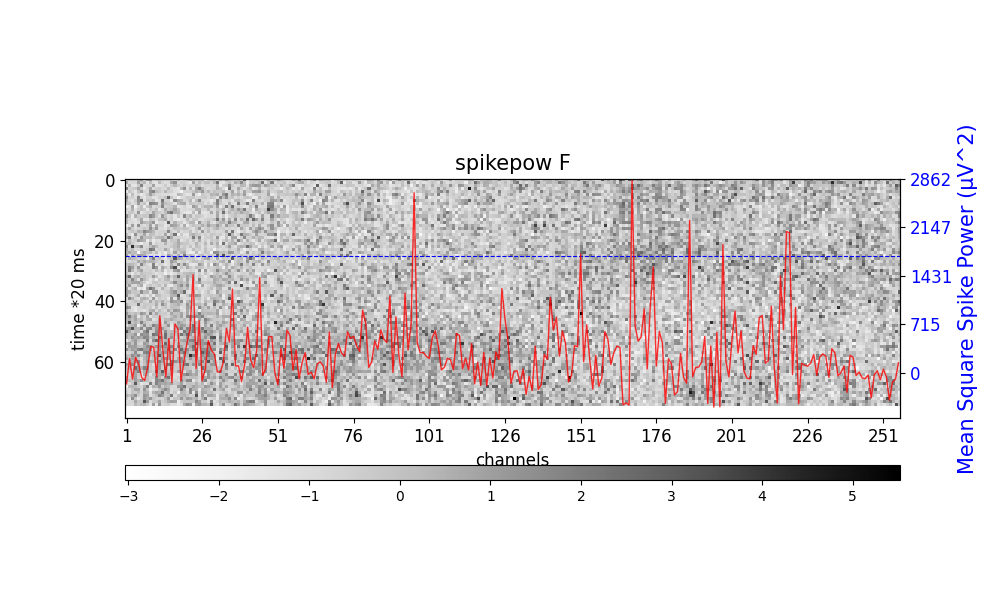 spikepow F
0
20
40
60
time *20 ms
2862
2147
1431
715
0
Mean Square Spike Power (μV^2)
1 26 51 76 101 126 151 176 201 226 251
channels
−3 −2 −1 0 1 2 3 4 5